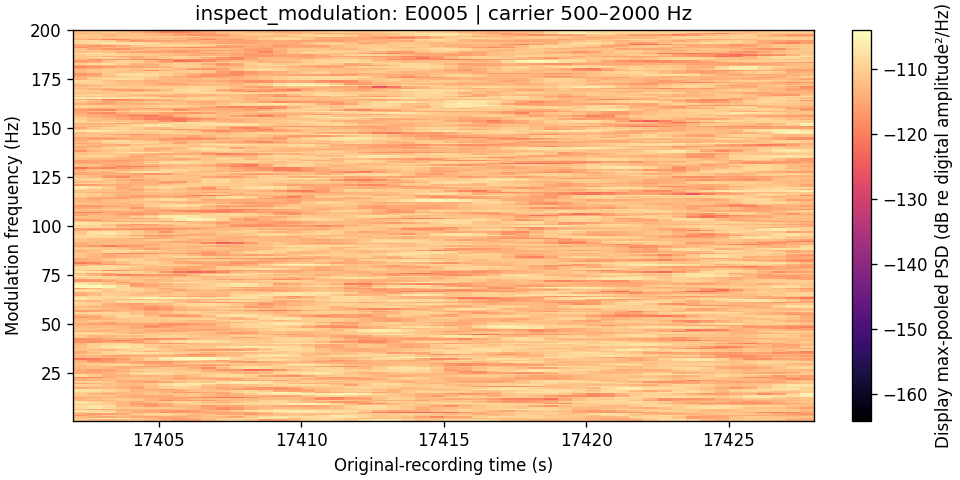 inspect_modulation: E0005 | carrier 500–2000 Hz
200
175
150
125
100
75
50
25
Modulation frequency (Hz)
17405 17410 17415 17420 17425
Original-recording time (s)
−110
−120
−130
−140
−150
−160
Display max-pooled PSD (dB re digital amplitude²/Hz)